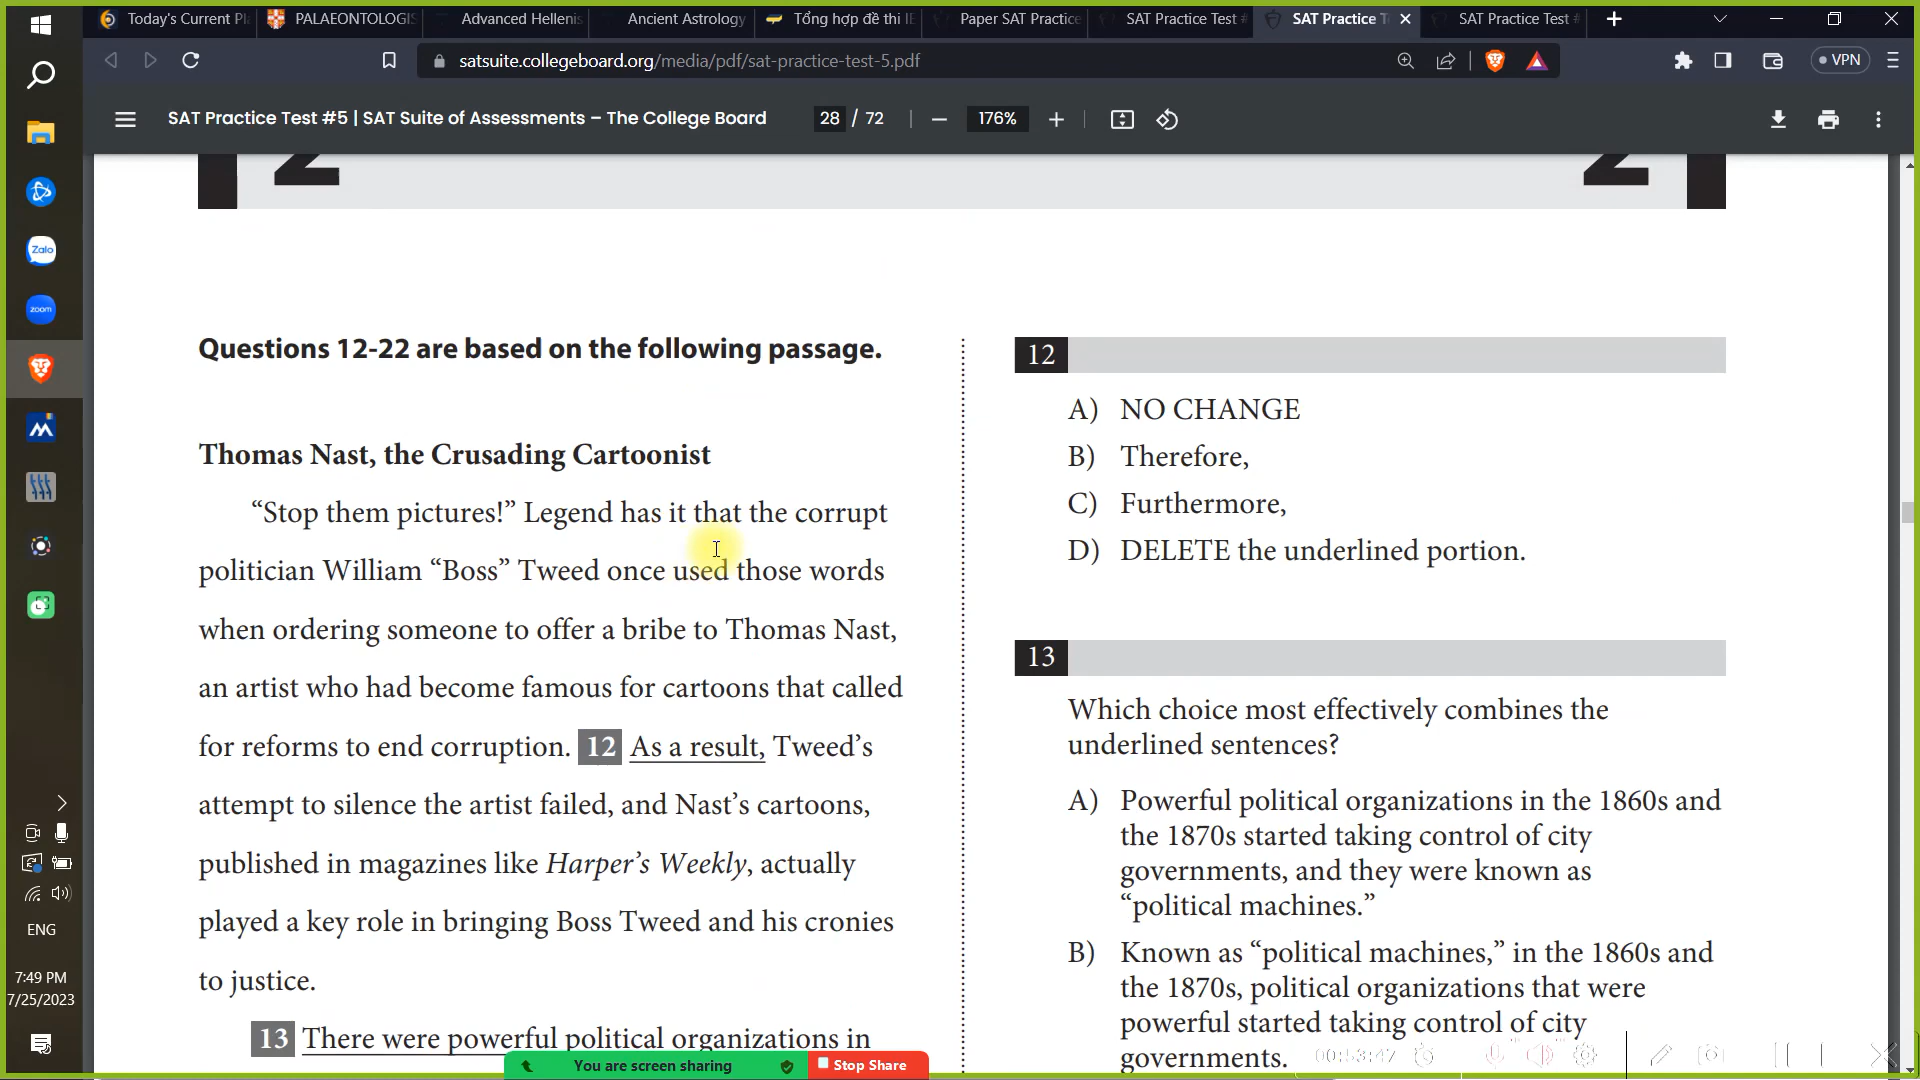 Today's Current Pl
PALAEONTOLOGIS
Advanced Hellenis
Ancient Astrology
Tổng hợp đề thi IE
Paper SAT Practice
SAT Practice Test #
SAT Practice T
SAT Practice Test #
satsuite.collegeboard.org/media/pdf/sat-practice-test-5.pdf
VPN
SAT Practice Test #5 | SAT Suite of Assessments – The College Board
28 / 72
176%
2
2
Questions 12-22 are based on the following passage.
Thomas Nast, the Crusading Cartoonist
“Stop them pictures!” Legend has it that the corrupt
politician William “Boss” Tweed once used those words
when ordering someone to offer a bribe to Thomas Nast,
an artist who had become famous for cartoons that called
for reforms to end corruption. 12 As a result, Tweed’s
attempt to silence the artist failed, and Nast’s cartoons,
published in magazines like Harper’s Weekly, actually
played a key role in bringing Boss Tweed and his cronies
to justice.
13 There were powerful political organizations in
12
A) NO CHANGE
B) Therefore,
C) Furthermore,
D) DELETE the underlined portion.
13
Which choice most effectively combines the
underlined sentences?
A) Powerful political organizations in the 1860s and
the 1870s started taking control of city
governments, and they were known as
“political machines.”
B) Known as “political machines,” in the 1860s and
the 1870s, political organizations that were
powerful started taking control of city
governments.
Zalo
zoom
ENG
7:49 PM
7/25/2023
You are screen sharing
Stop Share
00:53:47